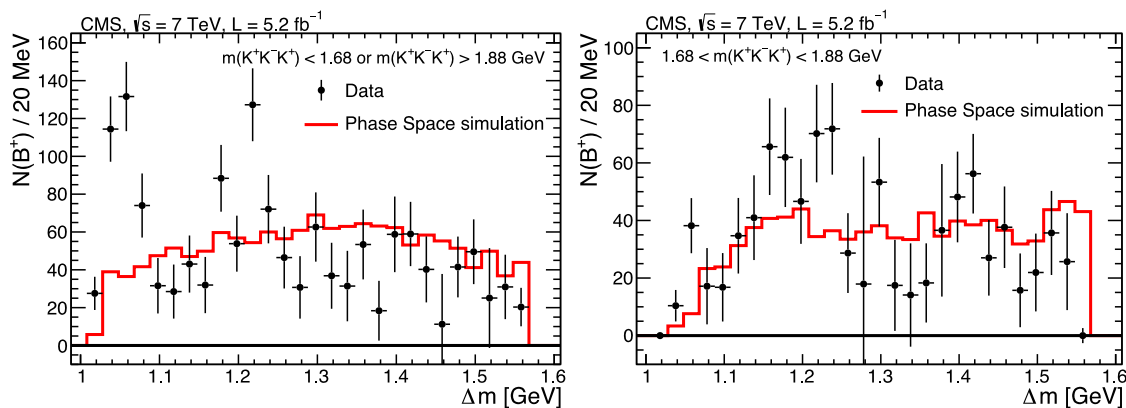 CMS, √s = 7 TeV, L = 5.2 fb⁻¹
N(B⁺) / 20 MeV
160
140
120
100
80
60
40
20
0
m(K⁺K⁻K⁺) < 1.68 or m(K⁺K⁻K⁺) > 1.88 GeV
Data
Phase Space simulation
1 1.1 1.2 1.3 1.4 1.5 1.6
Δm [GeV]
CMS, √s = 7 TeV, L = 5.2 fb⁻¹
N(B⁺) / 20 MeV
100
80
60
40
20
0
1.68 < m(K⁺K⁻K⁺) < 1.88 GeV
Data
Phase Space simulation
1 1.1 1.2 1.3 1.4 1.5 1.6
Δm [GeV]